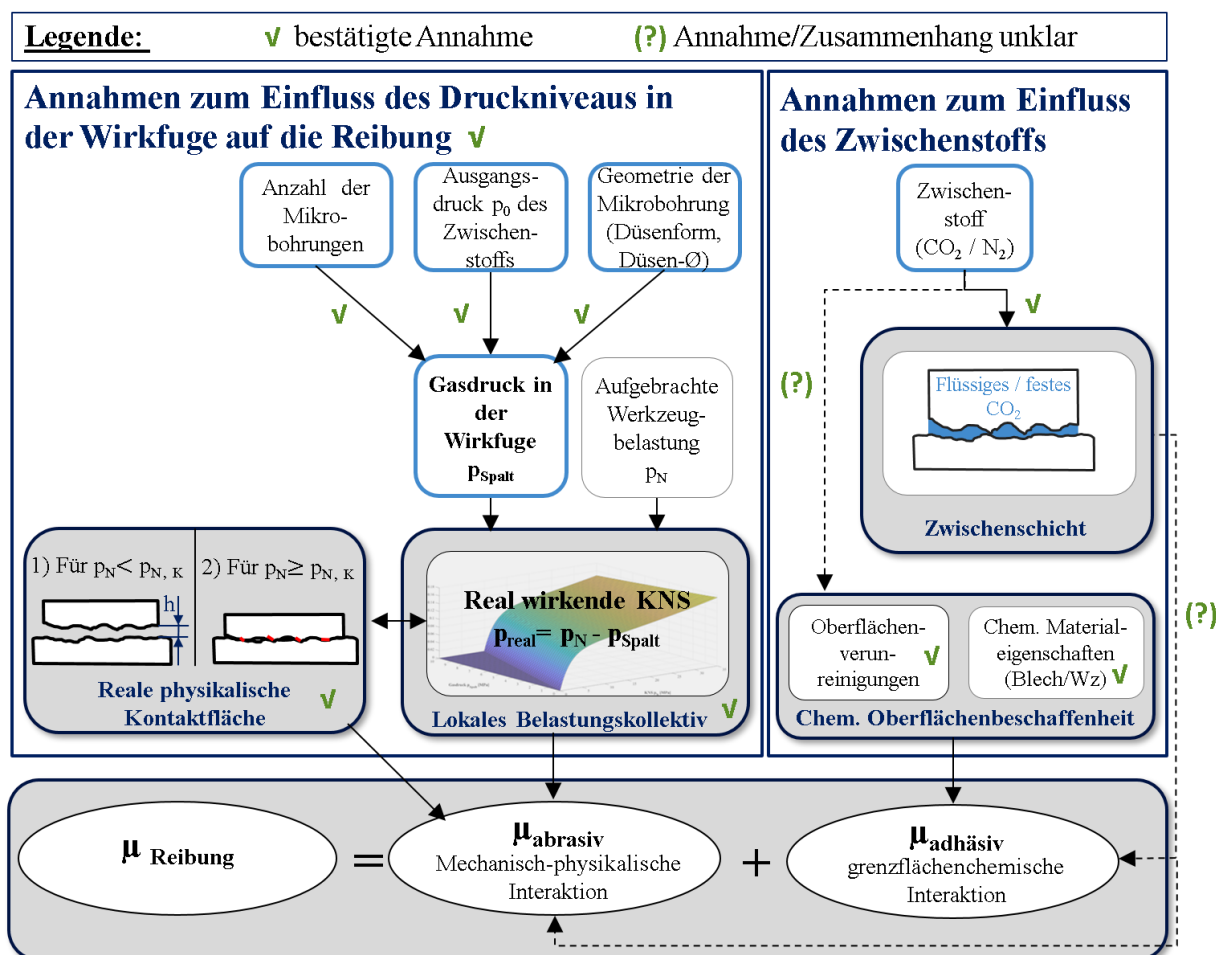 Legende:
√ bestätigte Annahme
(?) Annahme/Zusammenhang unklar
Annahmen zum Einfluss des Druckniveaus in
der Wirkfuge auf die Reibung √
Anzahl der
Mikro-
bohrungen
Ausgangs-
druck p₀ des
Zwischen-
stoffs
Geometrie der
Mikrobohrung
(Düsenform,
Düsen-Ø)
√
√
√
Gasdruck in
der
Wirkfuge
pSpalt
Aufgebrachte
Werkzeug-
belastung
pN
1) Für pN< pN, K
2) Für pN≥ pN, K
h
Reale physikalische
Kontaktfläche
√
Real wirkende KNS
preal= pN - pSpalt
Lokales Belastungskollektiv √
Annahmen zum Einfluss
des Zwischenstoffs
Zwischen-
stoff
(CO₂ / N₂)
√
(?)
Flüssiges / festes
CO₂
Zwischenschicht
(?)
Oberflächen-
verun-
reinigungen
√
Chem. Material-
eigenschaften
(Blech/Wz)
√
Chem. Oberflächenbeschaffenheit
μ Reibung
=
μabrasiv
Mechanisch-physikalische
Interaktion
+
μadhäsiv
grenzflächenchemische
Interaktion